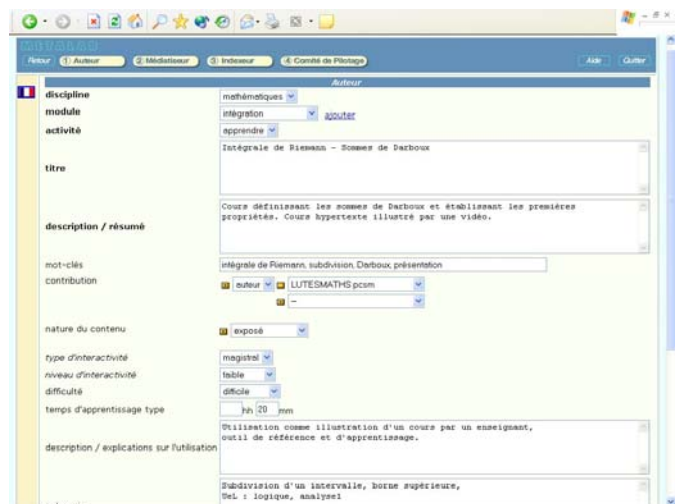 METALAB
Retour ① Auteur ② Médiatiseur ③ Indexeur ④ Comité de Pilotage Aide Quitter
Auteur
discipline mathématiques
module intégration ajouter
activité apprendre
titre
Intégrale de Riemann - Sommes de Darboux
description / résumé
Cours définissant les sommes de Darboux et établissant les premières
propriétés. Cours hypertexte illustré par une vidéo.
mot-clés intégrale de Riemann, subdivision, Darboux, présentation
contribution auteur LUTESMATHS pcsm
--
nature du contenu exposé
type d'interactivité magistral
niveau d'interactivité faible
difficulté difficile
temps d'apprentissage type hh 20 mm
description / explications sur l'utilisation
Utilisation comme illustration d'un cours par un enseignant,
outil de référence et d'apprentissage.
Subdivision d'un intervalle, borne supérieure,
UeL : logique, analyse1